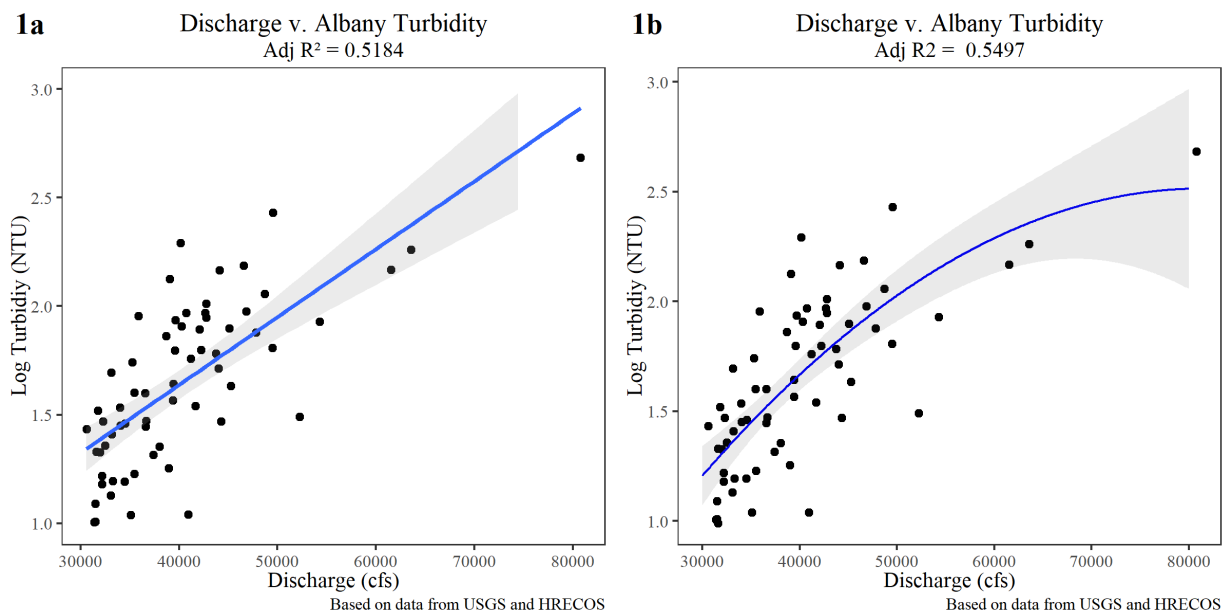 1a
Discharge v. Albany Turbidity
Adj R² = 0.5184
Log Turbidiy (NTU)
3.0
2.5
2.0
1.5
1.0
30000 40000 50000 60000 70000 80000
Discharge (cfs)
Based on data from USGS and HRECOS
1b
Discharge v. Albany Turbidity
Adj R2 = 0.5497
Log Turbidiy (NTU)
3.0
2.5
2.0
1.5
1.0
30000 40000 50000 60000 70000 80000
Discharge (cfs)
Based on data from USGS and HRECOS